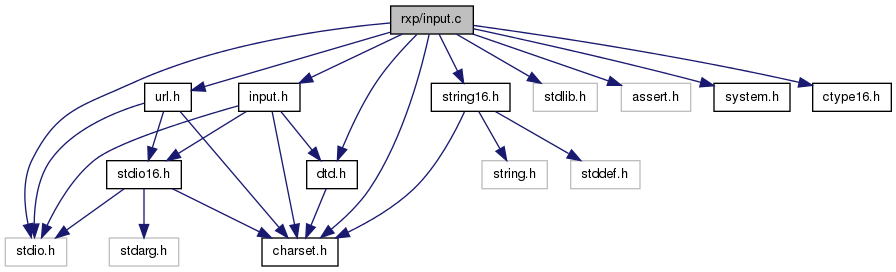 rxp/input.c
url.h
input.h
string16.h
stdlib.h
assert.h
system.h
ctype16.h
stdio16.h
dtd.h
string.h
stddef.h
stdio.h
stdarg.h
charset.h